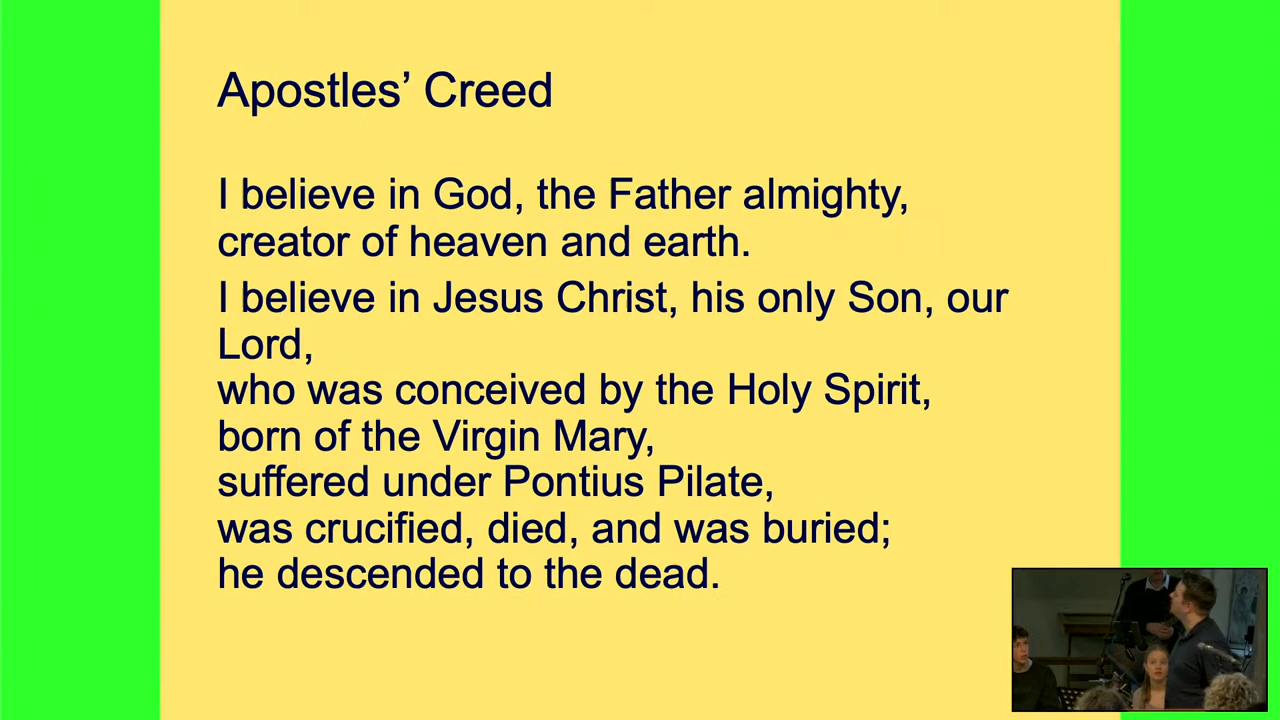 Apostles’ Creed
I believe in God, the Father almighty,
creator of heaven and earth.
I believe in Jesus Christ, his only Son, our
Lord,
who was conceived by the Holy Spirit,
born of the Virgin Mary,
suffered under Pontius Pilate,
was crucified, died, and was buried;
he descended to the dead.